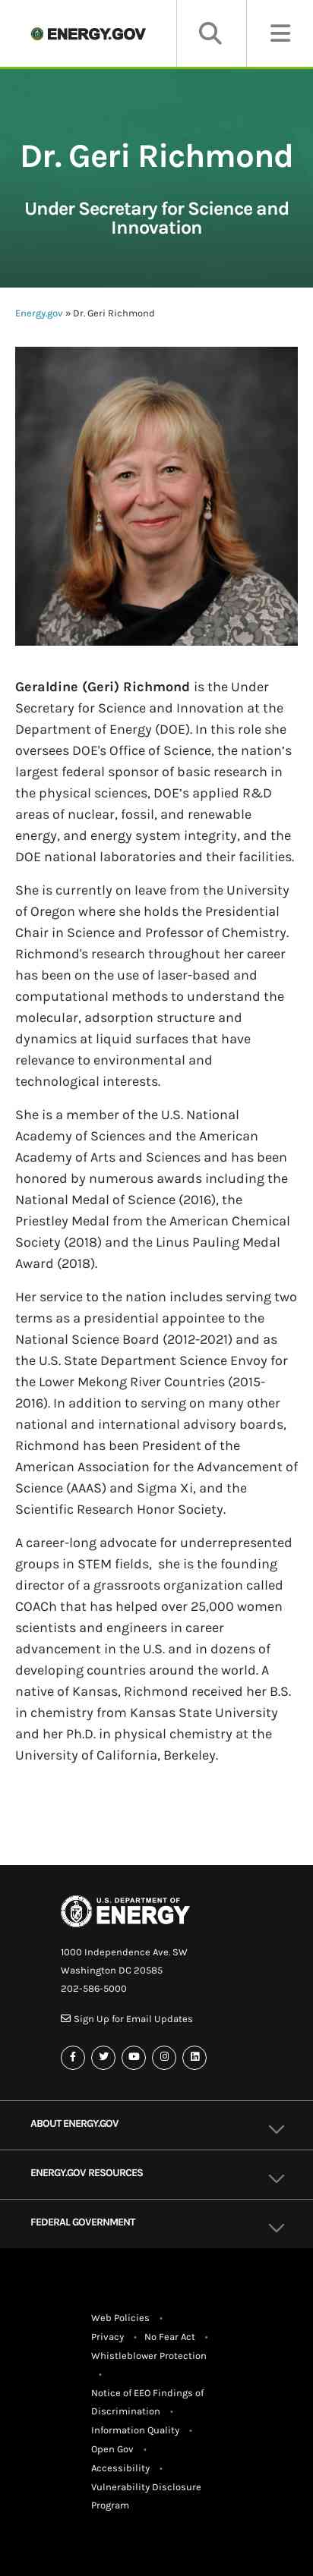 ENERGY.GOV
Dr. Geri Richmond
Under Secretary for Science and
Innovation
Energy.gov » Dr. Geri Richmond
Geraldine (Geri) Richmond is the Under
Secretary for Science and Innovation at the
Department of Energy (DOE). In this role she
oversees DOE's Office of Science, the nation’s
largest federal sponsor of basic research in
the physical sciences, DOE’s applied R&D
areas of nuclear, fossil, and renewable
energy, and energy system integrity, and the
DOE national laboratories and their facilities.
She is currently on leave from the University
of Oregon where she holds the Presidential
Chair in Science and Professor of Chemistry.
Richmond's research throughout her career
has been on the use of laser-based and
computational methods to understand the
molecular, adsorption structure and
dynamics at liquid surfaces that have
relevance to environmental and
technological interests.
She is a member of the U.S. National
Academy of Sciences and the American
Academy of Arts and Sciences and has been
honored by numerous awards including the
National Medal of Science (2016), the
Priestley Medal from the American Chemical
Society (2018) and the Linus Pauling Medal
Award (2018).
Her service to the nation includes serving two
terms as a presidential appointee to the
National Science Board (2012-2021) and as
the U.S. State Department Science Envoy for
the Lower Mekong River Countries (2015-
2016). In addition to serving on many other
national and international advisory boards,
Richmond has been President of the
American Association for the Advancement of
Science (AAAS) and Sigma Xi, and the
Scientific Research Honor Society.
A career-long advocate for underrepresented
groups in STEM fields,  she is the founding
director of a grassroots organization called
COACh that has helped over 25,000 women
scientists and engineers in career
advancement in the U.S. and in dozens of
developing countries around the world. A
native of Kansas, Richmond received her B.S.
in chemistry from Kansas State University
and her Ph.D. in physical chemistry at the
University of California, Berkeley.
U.S. DEPARTMENT OF
ENERGY
1000 Independence Ave. SW
Washington DC 20585
202-586-5000
Sign Up for Email Updates
ABOUT ENERGY.GOV
ENERGY.GOV RESOURCES
FEDERAL GOVERNMENT
Web Policies •
Privacy • No Fear Act •
Whistleblower Protection
•
Notice of EEO Findings of
Discrimination •
Information Quality •
Open Gov •
Accessibility •
Vulnerability Disclosure
Program